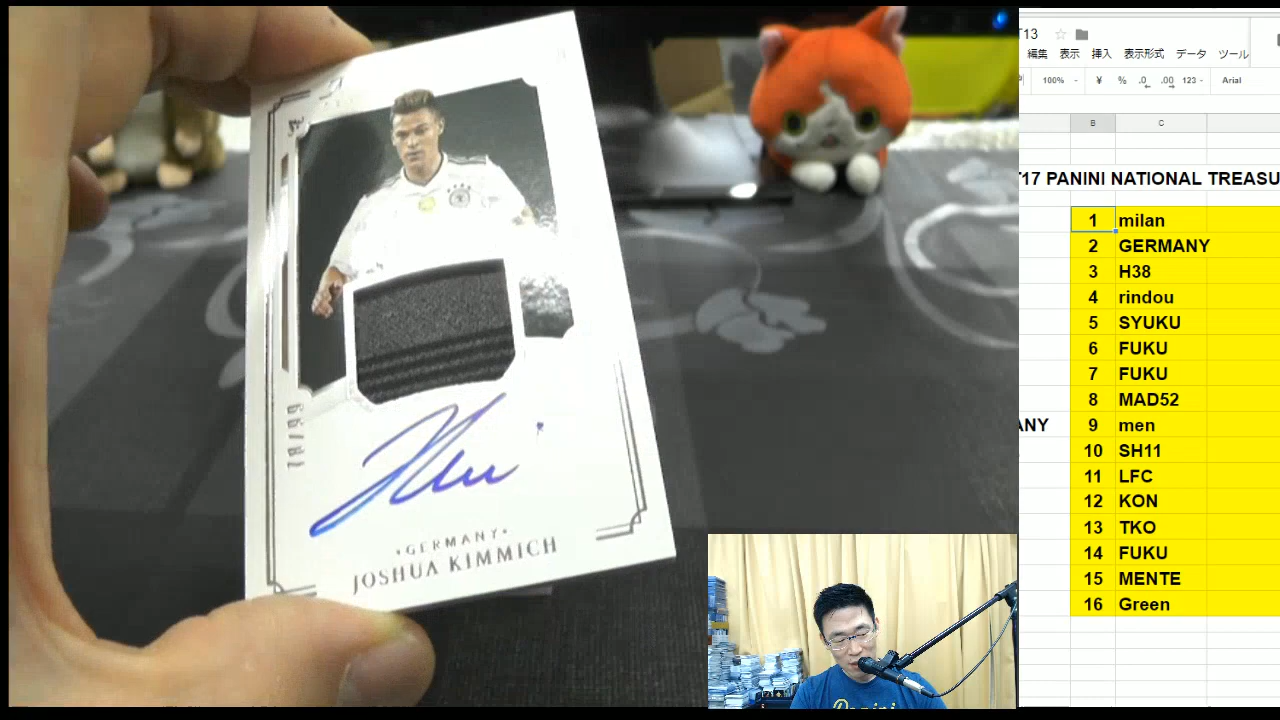 GERMANY
JOSHUA KIMMICH
Panini
T13
編集 表示 挿入 表示形式 データ ツール
100% ¥ % .0 .00 123 Arial
B C
T17 PANINI NATIONAL TREASU
1 milan
2 GERMANY
3 H38
4 rindou
5 SYUKU
6 FUKU
7 FUKU
8 MAD52
ANY 9 men
10 SH11
11 LFC
12 KON
13 TKO
14 FUKU
15 MENTE
16 Green